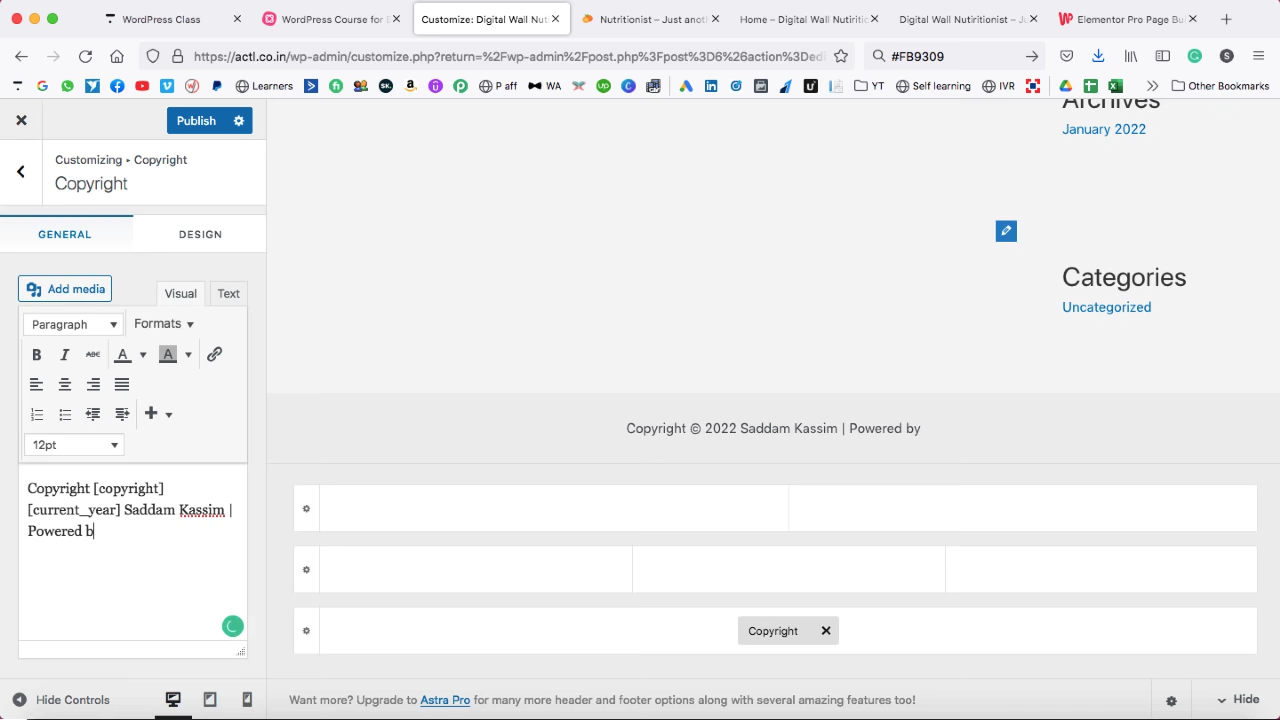 WordPress Class
WordPress Course for
Customize: Digital Wall Nut
Nutritionist – Just anot
Home – Digital Wall Nutiritic
Digital Wall Nutiritionist – J
Elementor Pro Page Bu
https://actl.co.in/wp-admin/customize.php?return=%2Fwp-admin%2Fpost.php%3Fpost%3D6%26action%3Dedi
#FB9309
Learners
P aff
WA
YT
Self learning
IVR
Other Bookmarks
Publish
Customizing ▸ Copyright
Copyright
GENERAL
DESIGN
Add media
Visual
Text
Paragraph
Formats
B I ABC A A
12pt
Copyright [copyright]
[current_year] Saddam Kassim |
Powered b
Hide Controls
Archives
January 2022
Categories
Uncategorized
Copyright © 2022 Saddam Kassim | Powered by
Copyright
Want more? Upgrade to Astra Pro for many more header and footer options along with several amazing features too!
Hide